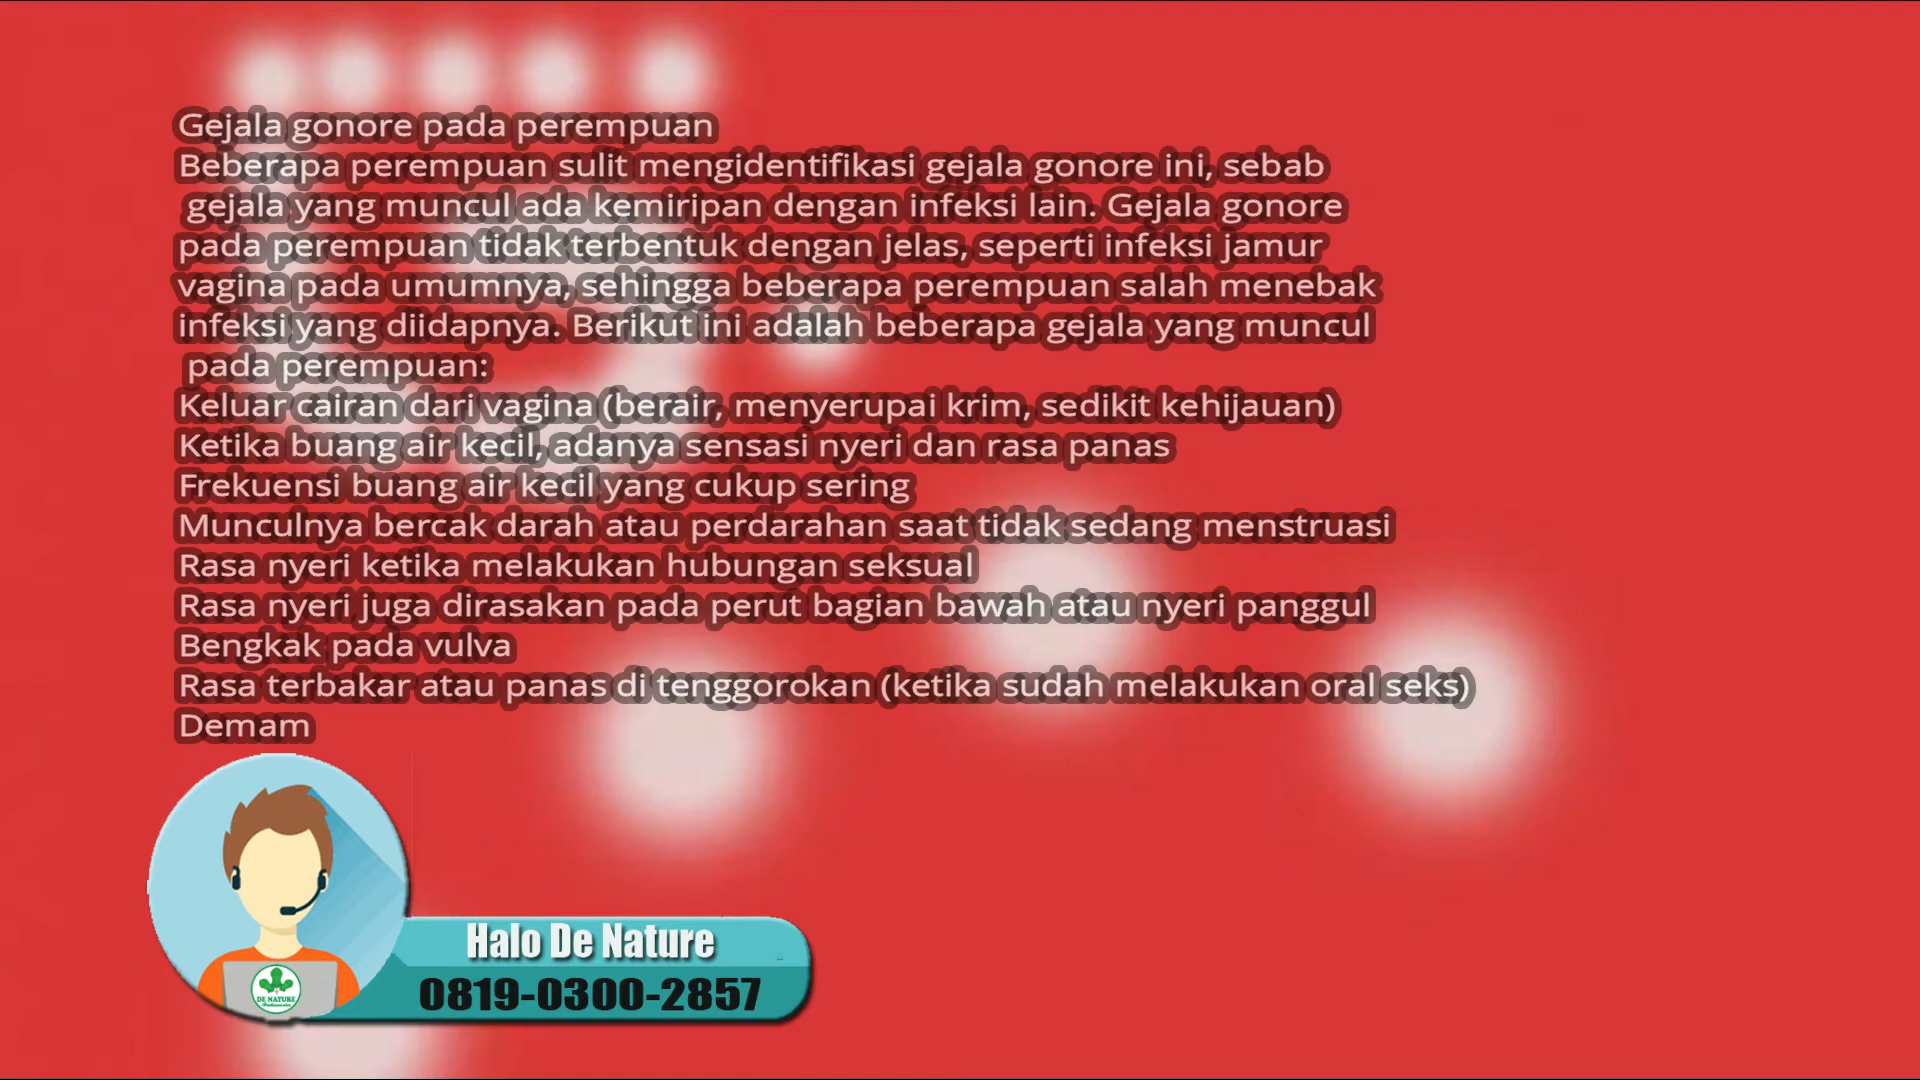 Gejala gonore pada perempuan
Beberapa perempuan sulit mengidentifikasi gejala gonore ini, sebab
gejala yang muncul ada kemiripan dengan infeksi lain. Gejala gonore
pada perempuan tidak terbentuk dengan jelas, seperti infeksi jamur
vagina pada umumnya, sehingga beberapa perempuan salah menebak
infeksi yang diidapnya. Berikut ini adalah beberapa gejala yang muncul
pada perempuan:
Keluar cairan dari vagina (berair, menyerupai krim, sedikit kehijauan)
Ketika buang air kecil, adanya sensasi nyeri dan rasa panas
Frekuensi buang air kecil yang cukup sering
Munculnya bercak darah atau perdarahan saat tidak sedang menstruasi
Rasa nyeri ketika melakukan hubungan seksual
Rasa nyeri juga dirasakan pada perut bagian bawah atau nyeri panggul
Bengkak pada vulva
Rasa terbakar atau panas di tenggorokan (ketika sudah melakukan oral seks)
Demam
Halo De Nature
0819-0300-2857
DE NATURE
Indonesia